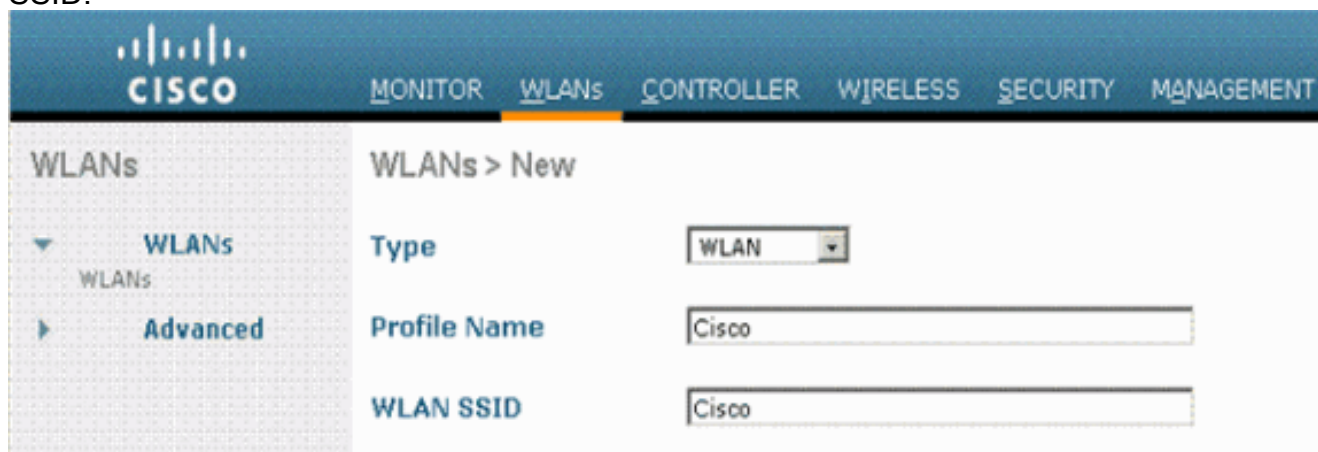 SSID:
CISCO
MONITOR WLANs CONTROLLER WIRELESS SECURITY MANAGEMENT
WLANs
WLANs > New
WLANs
WLANs
Advanced
Type WLAN
Profile Name Cisco
WLAN SSID Cisco